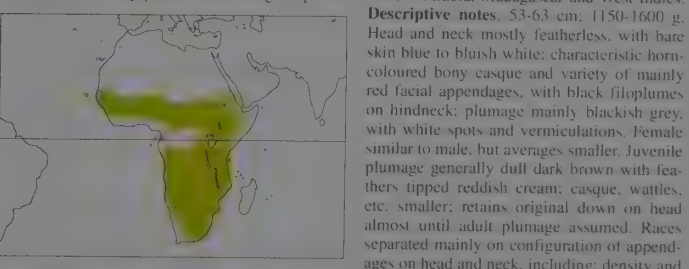 Descriptive notes. 53-63 cm; 1150-1600 g.
Head and neck mostly featherless, with bare
skin blue to bluish white; characteristic horn-
coloured bony casque and variety of mainly
red facial appendages, with black filoplumes
on hindneck; plumage mainly blackish grey,
with white spots and vermiculations. Female
similar to male, but averages smaller. Juvenile
plumage generally dull dark brown with fea-
thers tipped reddish cream; casque, wattles,
etc. smaller; retains original down on head
almost until adult plumage assumed. Races
separated mainly on configuration of append-
ages on head and neck, including: density and